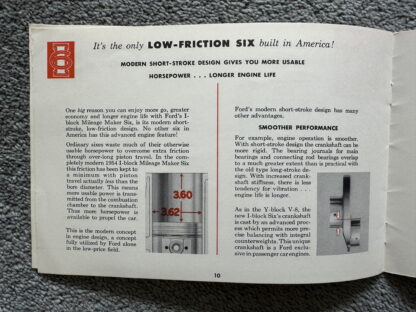 It's the only LOW-FRICTION SIX built in America!
MODERN SHORT-STROKE DESIGN GIVES YOU MORE USABLE
HORSEPOWER . . . LONGER ENGINE LIFE
One big reason you can enjoy more go, greater
economy and longer engine life with Ford's I-
block Mileage Maker Six, is its modern short-
stroke, low-friction design. No other six in
America has this advanced engine feature!
Ordinary sizes waste much of their otherwise
usable horsepower to overcome extra friction
through over-long piston travel. In the com-
pletely modern 1954 I-block Mileage Maker Six
this friction has been kept to
a minimum with piston
travel actually less than the
bore diameter. This means
more usable power is trans-
mitted from the combustion
chamber to the crankshaft.
Thus more horsepower is
available to propel the car.
This is the modern concept
in engine design, a concept
fully utilized by Ford alone
in the low-price field.
3.60
3.62
Ford's modern short-stroke design has many
other advantages.
SMOOTHER PERFORMANCE
For example, engine operation is smoother.
With short-stroke design the crankshaft can be
more rigid. The bearing journals for main
bearings and connecting rod bearings overlap
to a much greater extent than is practical with
the old type long-stroke de-
sign. With increased crank-
shaft stiffness, there is less
tendency for vibration . . .
engine life is longer.
As in the Y-block V-8, the
new I-block Six's crankshaft
is cast by an advanced proc-
ess which permits more pre-
cise balancing with integral
counterweights. This unique
crankshaft is a Ford exclu-
sive in passenger car engines.
10